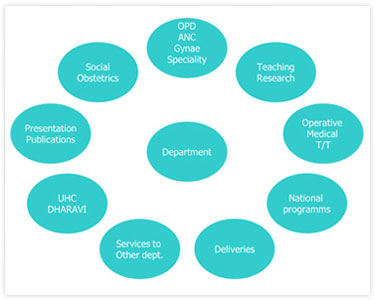 OPD
ANC
Gynae
Speciality
Social
Obstetrics
Teaching
Research
Presentation
Publications
Operative
Medical
T/T
Department
UHC
DHARAVI
National
programms
Services to
Other dept.
Deliveries